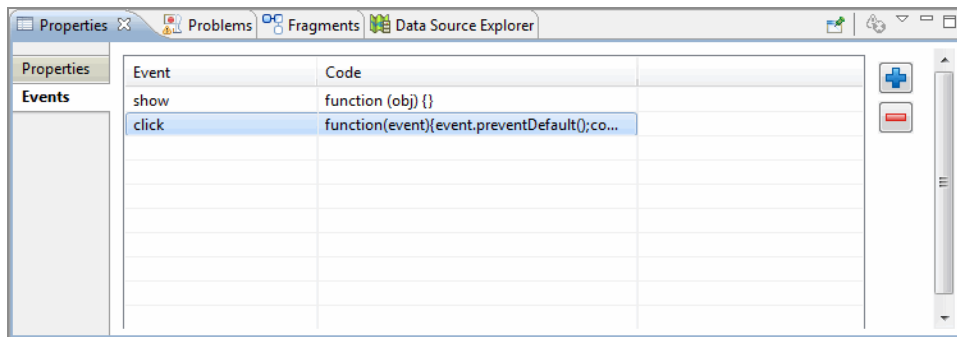 Properties Problems Fragments Data Source Explorer
Properties
Events
Event Code
show function (obj) {}
click function(event){event.preventDefault();co...